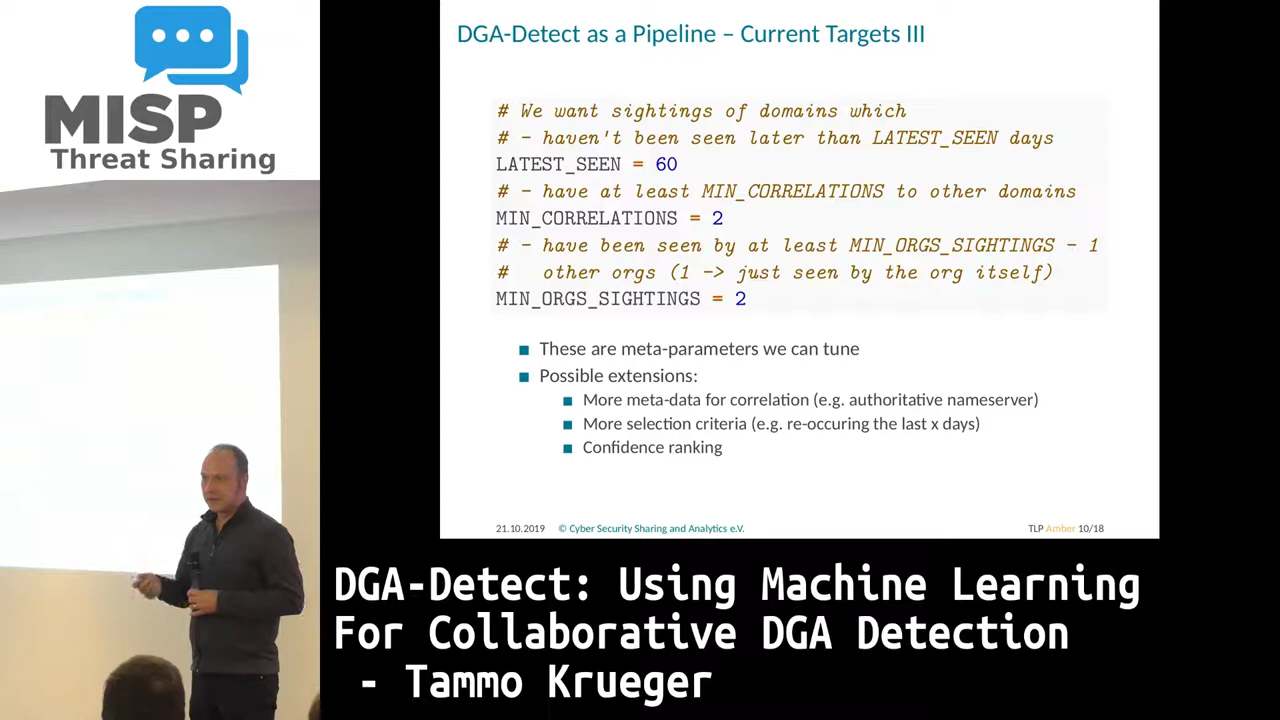 MISP
Threat Sharing
DGA-Detect as a Pipeline – Current Targets III
# We want sightings of domains which
# - haven't been seen later than LATEST_SEEN days
LATEST_SEEN = 60
# - have at least MIN_CORRELATIONS to other domains
MIN_CORRELATIONS = 2
# - have been seen by at least MIN_ORGS_SIGHTINGS - 1
#   other orgs (1 -> just seen by the org itself)
MIN_ORGS_SIGHTINGS = 2
These are meta-parameters we can tune
Possible extensions:
More meta-data for correlation (e.g. authoritative nameserver)
More selection criteria (e.g. re-occuring the last x days)
Confidence ranking
21.10.2019 © Cyber Security Sharing and Analytics e.V. TLP Amber 10/18
DGA-Detect: Using Machine Learning
For Collaborative DGA Detection
- Tammo Krueger